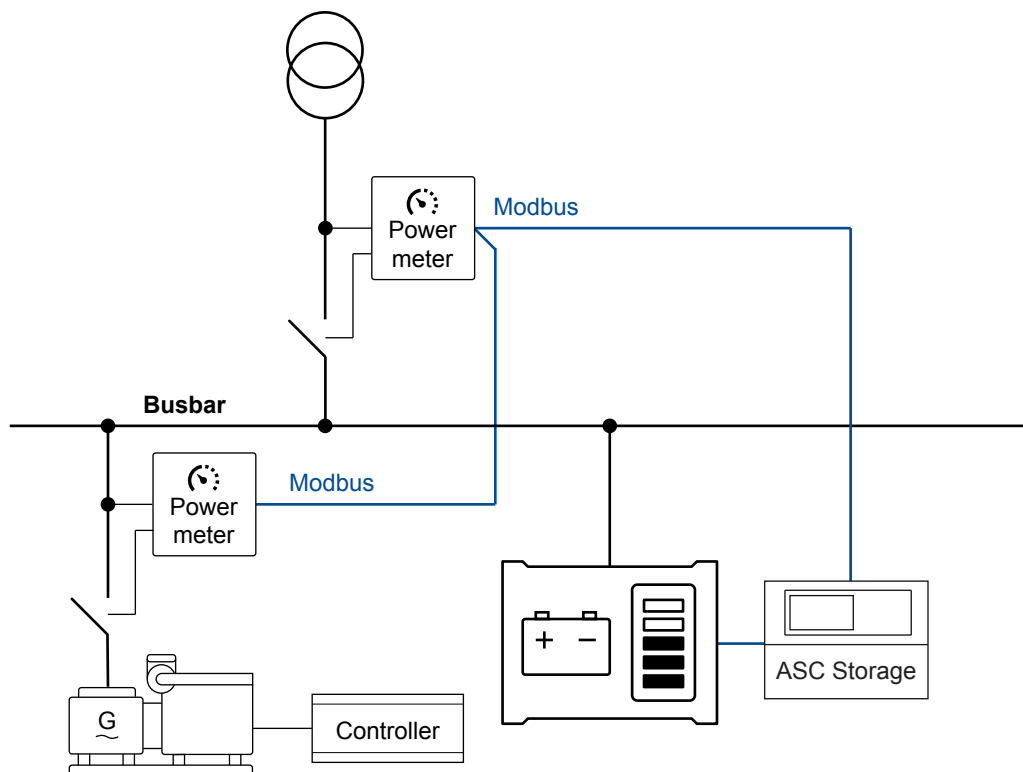 Power
meter
Modbus
Busbar
Power
meter
Modbus
+ −
G
~
Controller
ASC Storage